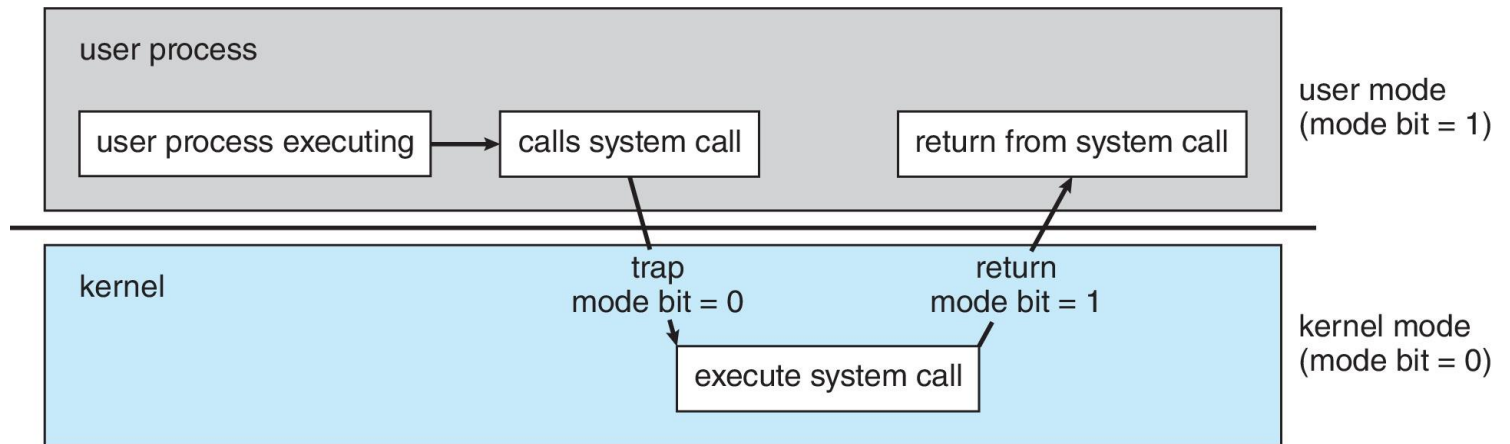 user process
user process executing
calls system call
return from system call
user mode
(mode bit = 1)
kernel
trap
mode bit = 0
return
mode bit = 1
execute system call
kernel mode
(mode bit = 0)